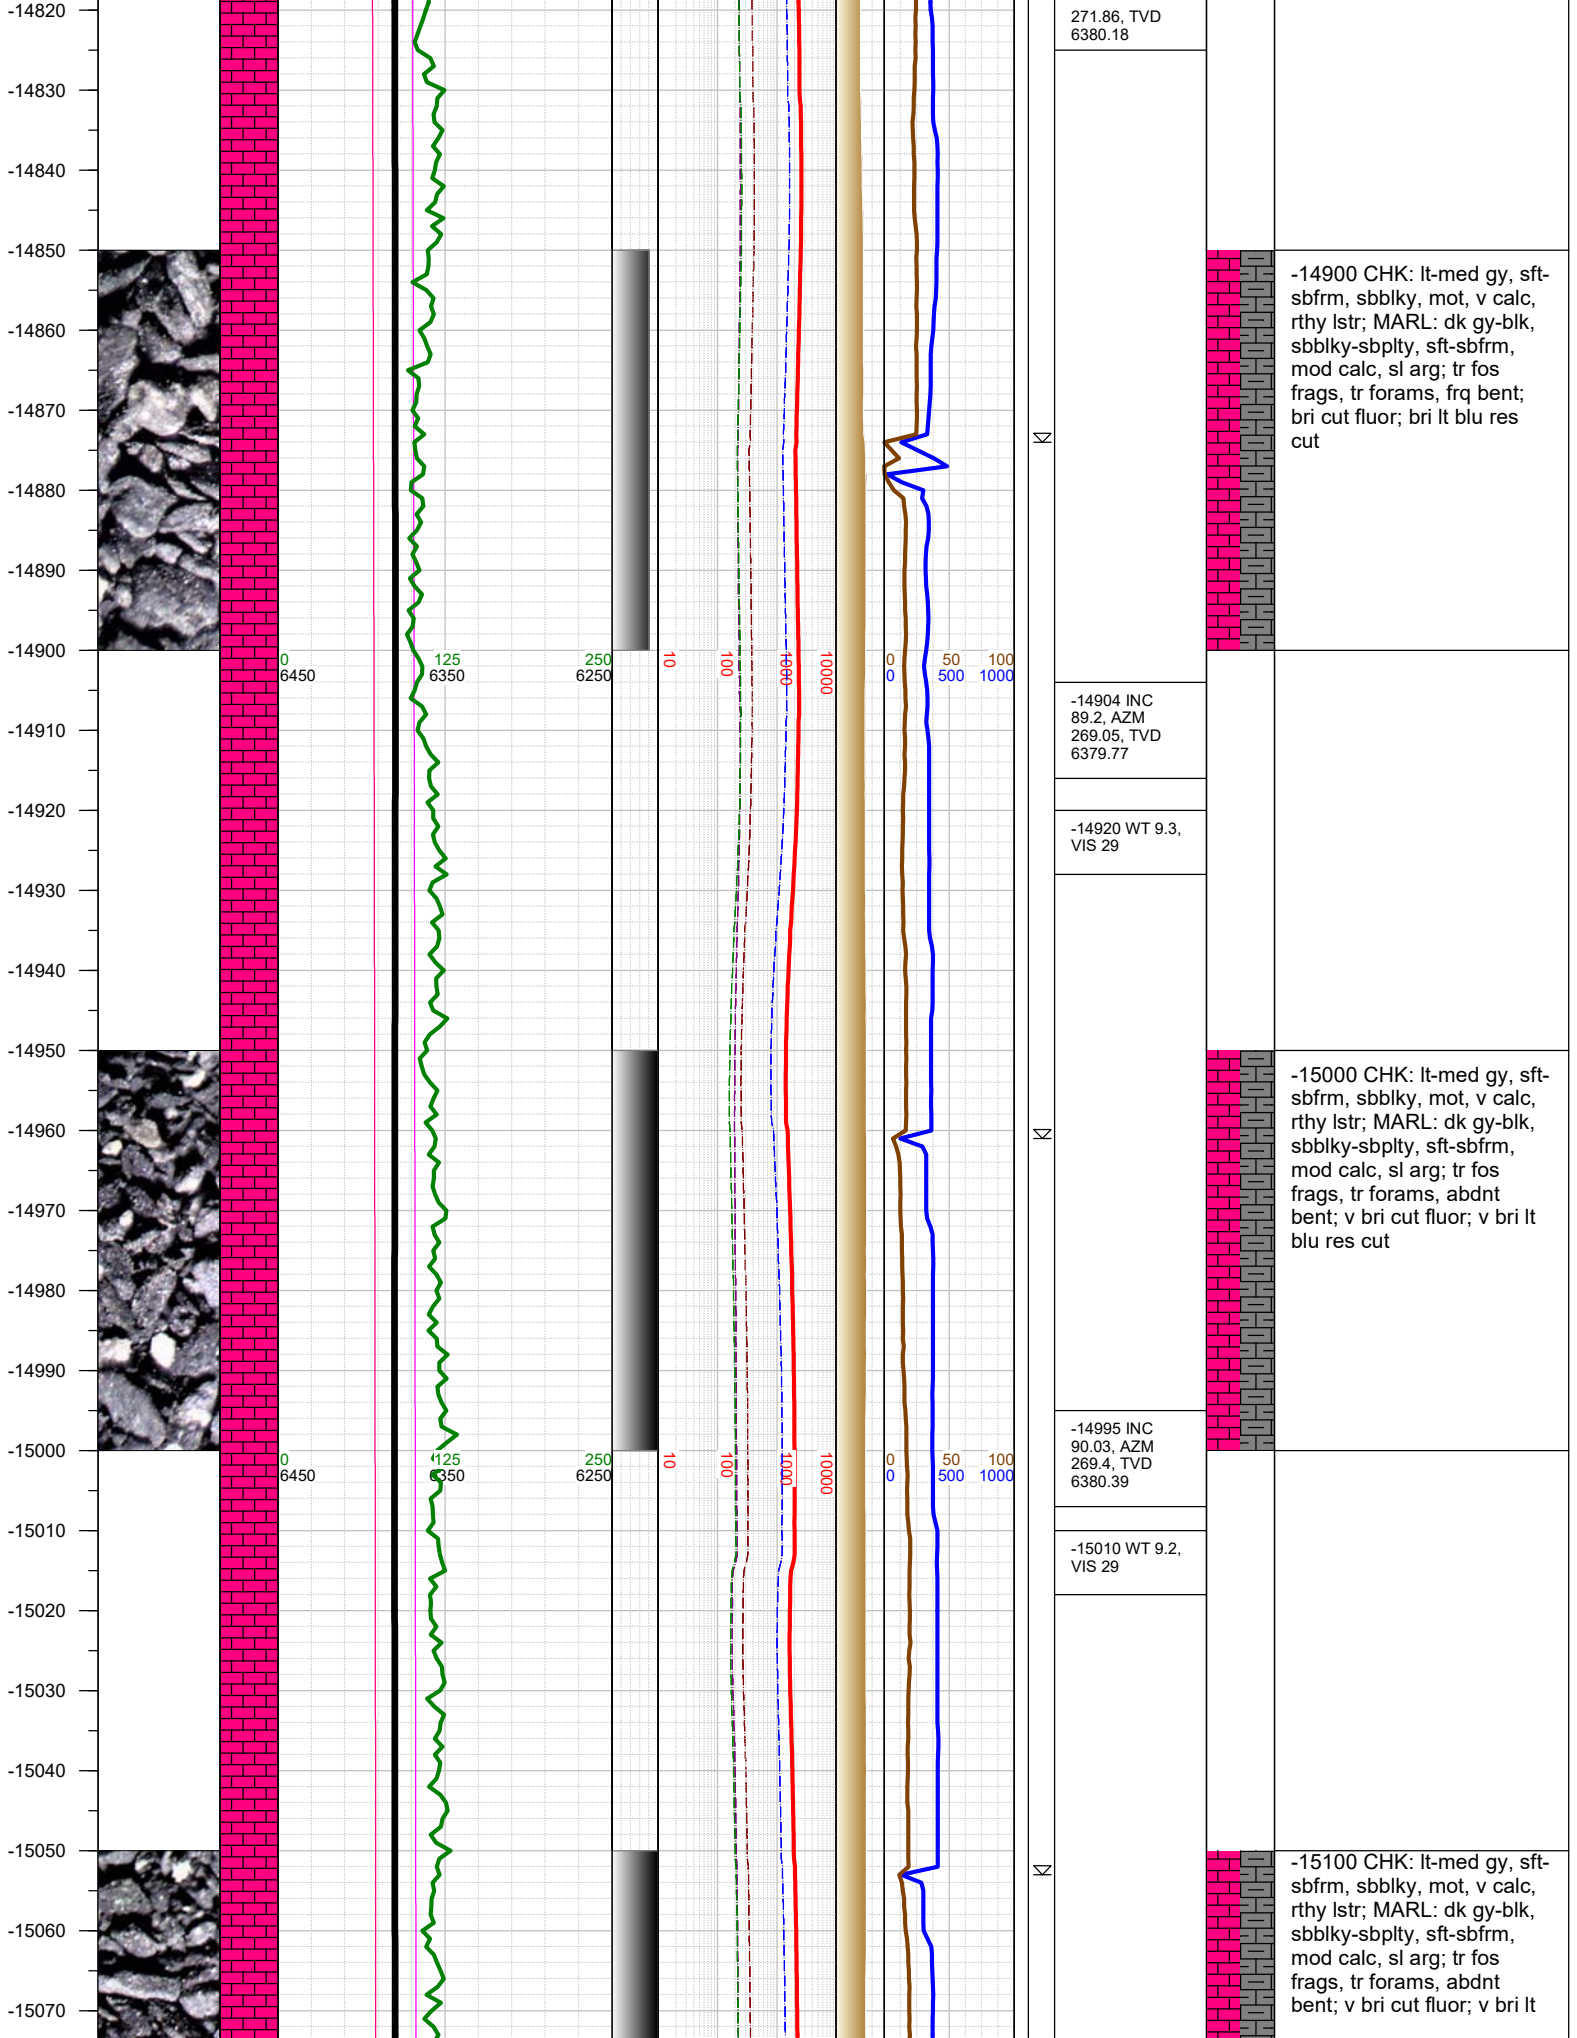 -14820
-14830
-14840
-14850
-14860
-14870
-14880
-14890
-14900
-14910
-14920
-14930
-14940
-14950
-14960
-14970
-14980
-14990
-15000
-15010
-15020
-15030
-15040
-15050
-15060
-15070
0 125 250
6450 6350 6250
10 100 1000 10000
0 50 100
0 500 1000
0 125 250
6450 6350 6250
10 100 1000 10000
0 50 100
0 500 1000
271.86, TVD
6380.18
-14904 INC
89.2, AZM
269.05, TVD
6379.77
-14920 WT 9.3,
VIS 29
-14995 INC
90.03, AZM
269.4, TVD
6380.39
-15010 WT 9.2,
VIS 29
-14900 CHK: lt-med gy, sft-
sbfrm, sbblky, mot, v calc,
rthy lstr; MARL: dk gy-blk,
sbblky-sbplty, sft-sbfrm,
mod calc, sl arg; tr fos
frags, tr forams, frq bent;
bri cut fluor; bri lt blu res
cut
-15000 CHK: lt-med gy, sft-
sbfrm, sbblky, mot, v calc,
rthy lstr; MARL: dk gy-blk,
sbblky-sbplty, sft-sbfrm,
mod calc, sl arg; tr fos
frags, tr forams, abdnt
bent; v bri cut fluor; v bri lt
blu res cut
-15100 CHK: lt-med gy, sft-
sbfrm, sbblky, mot, v calc,
rthy lstr; MARL: dk gy-blk,
sbblky-sbplty, sft-sbfrm,
mod calc, sl arg; tr fos
frags, tr forams, abdnt
bent; v bri cut fluor; v bri lt